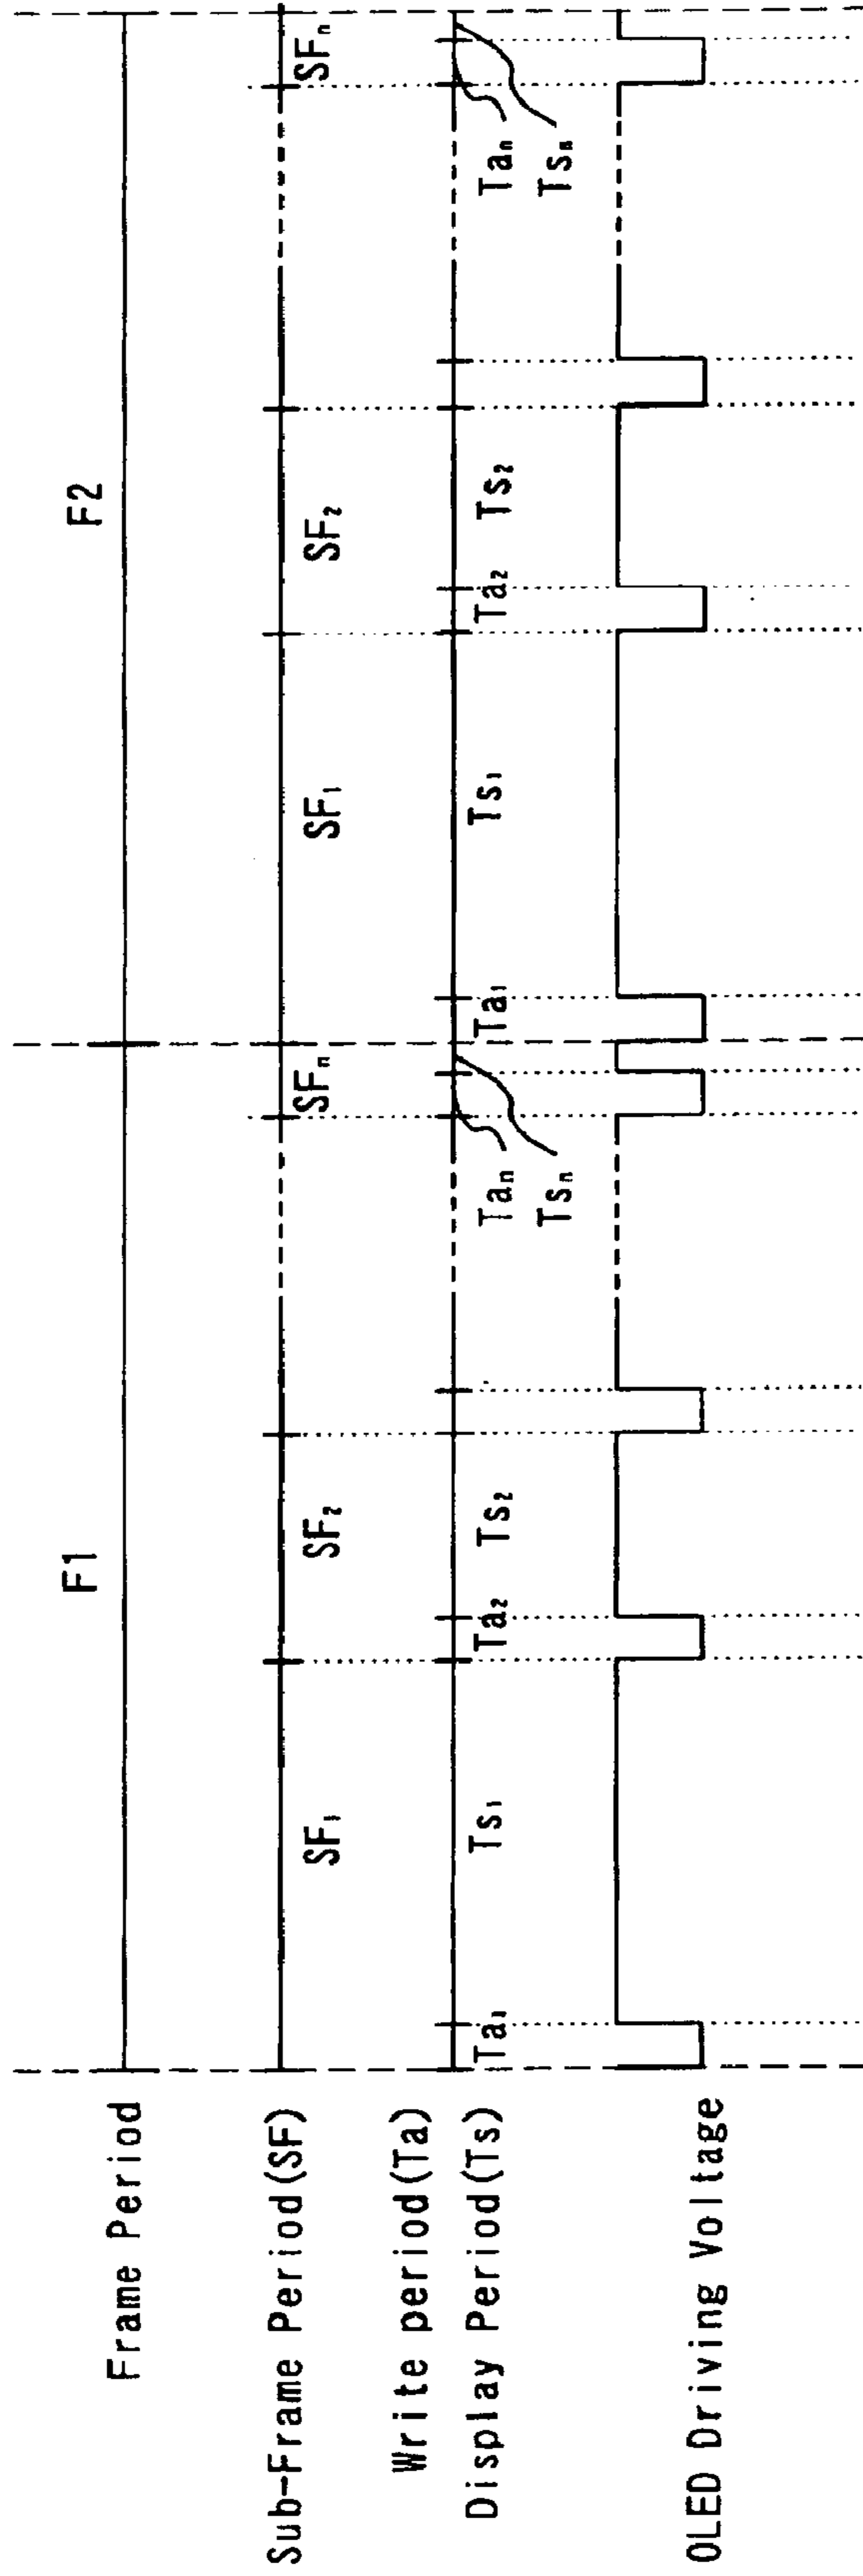 F1 F2
Frame Period
SF₁ SF₂ SFₙ SF₁ SF₂ SFₙ
Sub-Frame Period(SF)
Write period(Ta)
Display Period(Ts)
Ta₁ Ts₁ Ta₂ Ts₂ Taₙ Ta₁ Ts₁ Ta₂ Ts₂ Taₙ
Tsₙ Tsₙ
OLED Driving Voltage